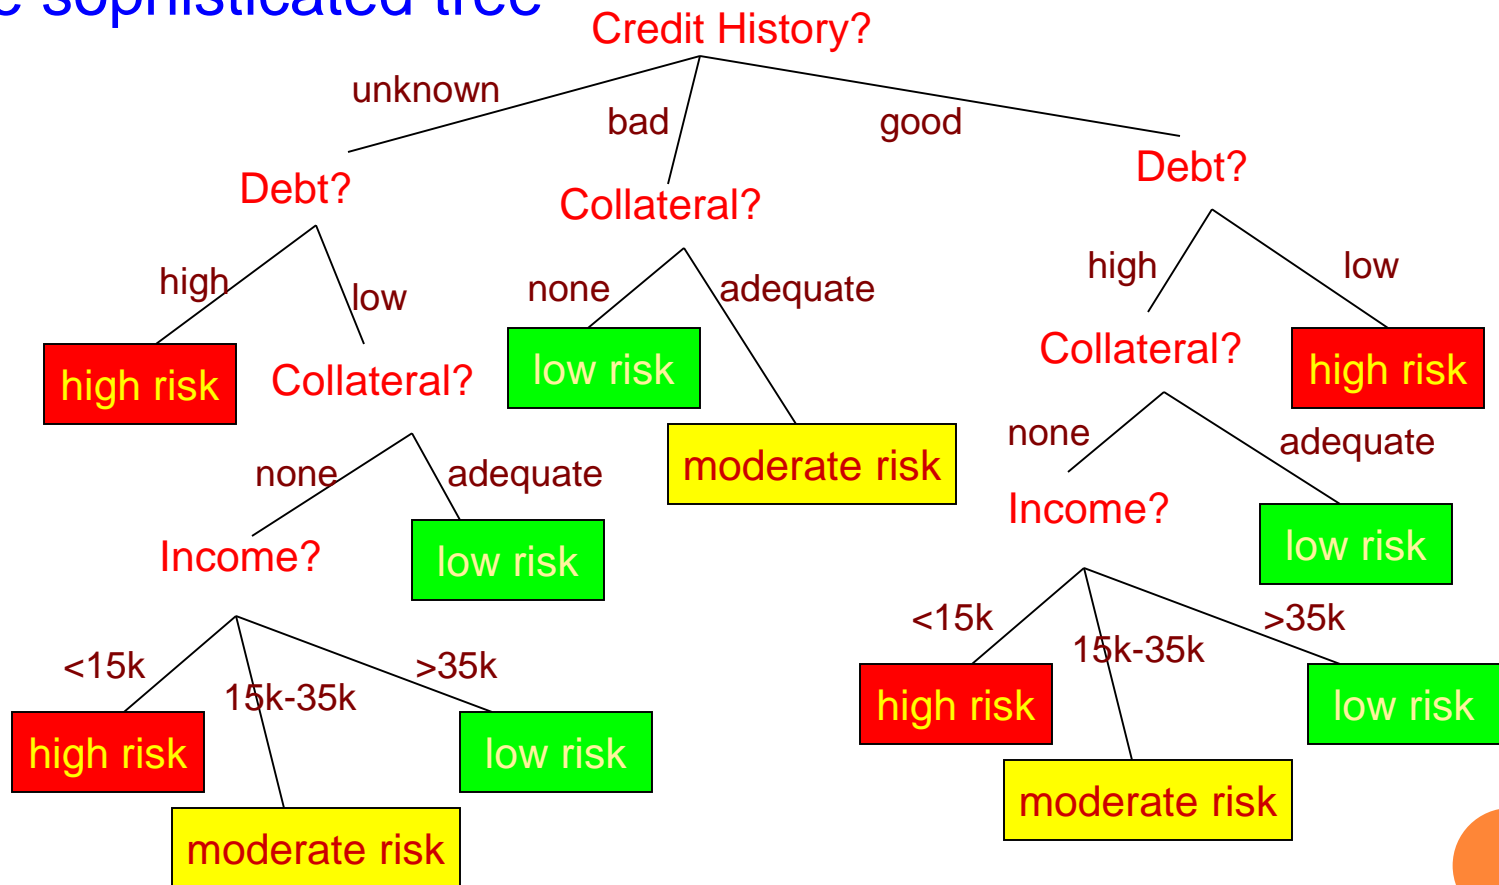 e sophisticated tree
Credit History?
unknown
bad
good
Debt?
Collateral?
Debt?
high
low
none
adequate
high
low
high risk
Collateral?
low risk
moderate risk
Collateral?
high risk
none
adequate
none
adequate
Income?
low risk
Income?
low risk
<15k
15k-35k
>35k
<15k
15k-35k
>35k
high risk
moderate risk
low risk
high risk
moderate risk
low risk